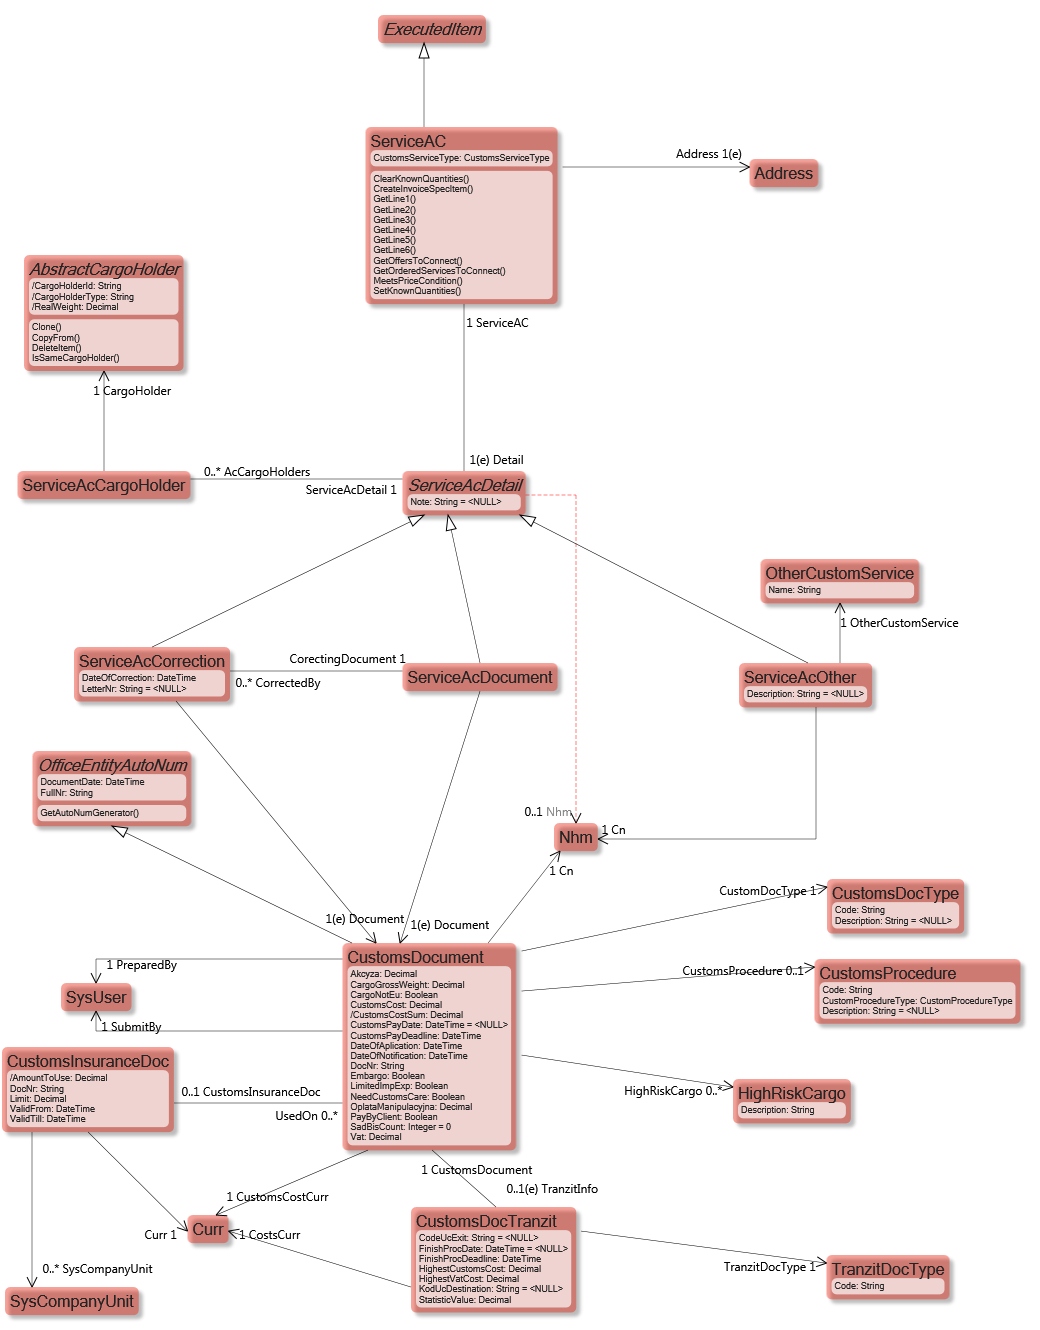 ExecutedItem
ServiceAC
CustomsServiceType: CustomsServiceType
ClearKnownQuantities()
CreateInvoiceSpecItem()
GetLine1()
GetLine2()
GetLine3()
GetLine4()
GetLine5()
GetLine6()
GetOffersToConnect()
GetOrderedServicesToConnect()
MeetsPriceCondition()
SetKnownQuantities()
Address 1(e)
Address
AbstractCargoHolder
/CargoHolderId: String
/CargoHolderType: String
/RealWeight: Decimal
Clone()
CopyFrom()
DeleteItem()
IsSameCargoHolder()
1 ServiceAC
1 CargoHolder
1(e) Detail
ServiceAcCargoHolder
0..* AcCargoHolders
ServiceAcDetail 1
ServiceAcDetail
Note: String = <NULL>
OtherCustomService
Name: String
1 OtherCustomService
ServiceAcCorrection
DateOfCorrection: DateTime
LetterNr: String = <NULL>
CorectingDocument 1
0..* CorrectedBy
ServiceAcDocument
ServiceAcOther
Description: String = <NULL>
OfficeEntityAutoNum
DocumentDate: DateTime
FullNr: String
GetAutoNumGenerator()
0..1 Nhm
Nhm
1 Cn
1 Cn
CustomDocType 1
CustomsDocType
Code: String
Description: String = <NULL>
1(e) Document
1(e) Document
CustomsDocument
Akcyza: Decimal
CargoGrossWeight: Decimal
CargoNotEu: Boolean
CustomsCost: Decimal
/CustomsCostSum: Decimal
CustomsPayDate: DateTime = <NULL>
CustomsPayDeadline: DateTime
DateOfAplication: DateTime
DateOfNotification: DateTime
DocNr: String
Embargo: Boolean
LimitedImpExp: Boolean
NeedCustomsCare: Boolean
OplataManipulacyjna: Decimal
PayByClient: Boolean
SadBisCount: Integer = 0
Vat: Decimal
1 PreparedBy
SysUser
1 SubmitBy
CustomsProcedure 0..1
CustomsProcedure
Code: String
CustomProcedureType: CustomProcedureType
Description: String = <NULL>
CustomsInsuranceDoc
/AmountToUse: Decimal
DocNr: String
Limit: Decimal
ValidFrom: DateTime
ValidTill: DateTime
0..1 CustomsInsuranceDoc
UsedOn 0..*
HighRiskCargo 0..*
HighRiskCargo
Description: String
1 CustomsDocument
0..1(e) TranzitInfo
1 CustomsCostCurr
Curr 1
Curr
1 CostsCurr
CustomsDocTranzit
CodeUcExit: String = <NULL>
FinishProcDate: DateTime = <NULL>
FinishProcDeadline: DateTime
HighestCustomsCost: Decimal
HighestVatCost: Decimal
KodUcDestination: String = <NULL>
StatisticValue: Decimal
0..* SysCompanyUnit
SysCompanyUnit
TranzitDocType 1
TranzitDocType
Code: String